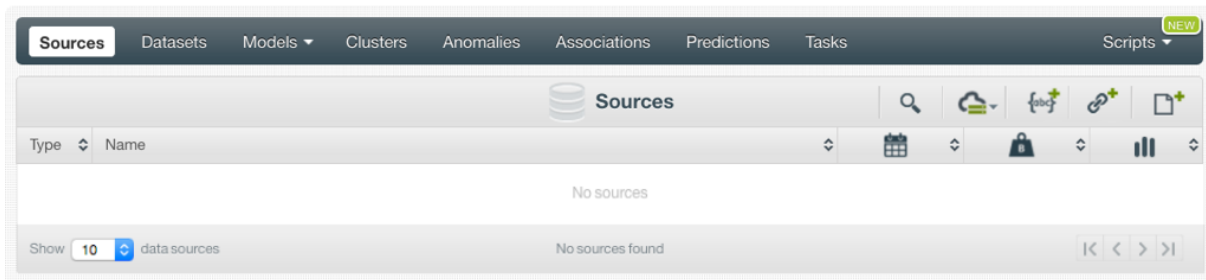 NEW
Sources Datasets Models Clusters Anomalies Associations Predictions Tasks Scripts
Sources {abc}
Type Name
No sources
Show 10 data sources No sources found